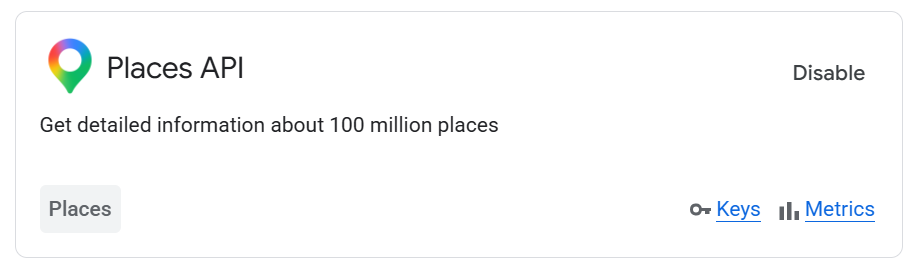 Places API
Disable
Get detailed information about 100 million places
Places
Keys
Metrics